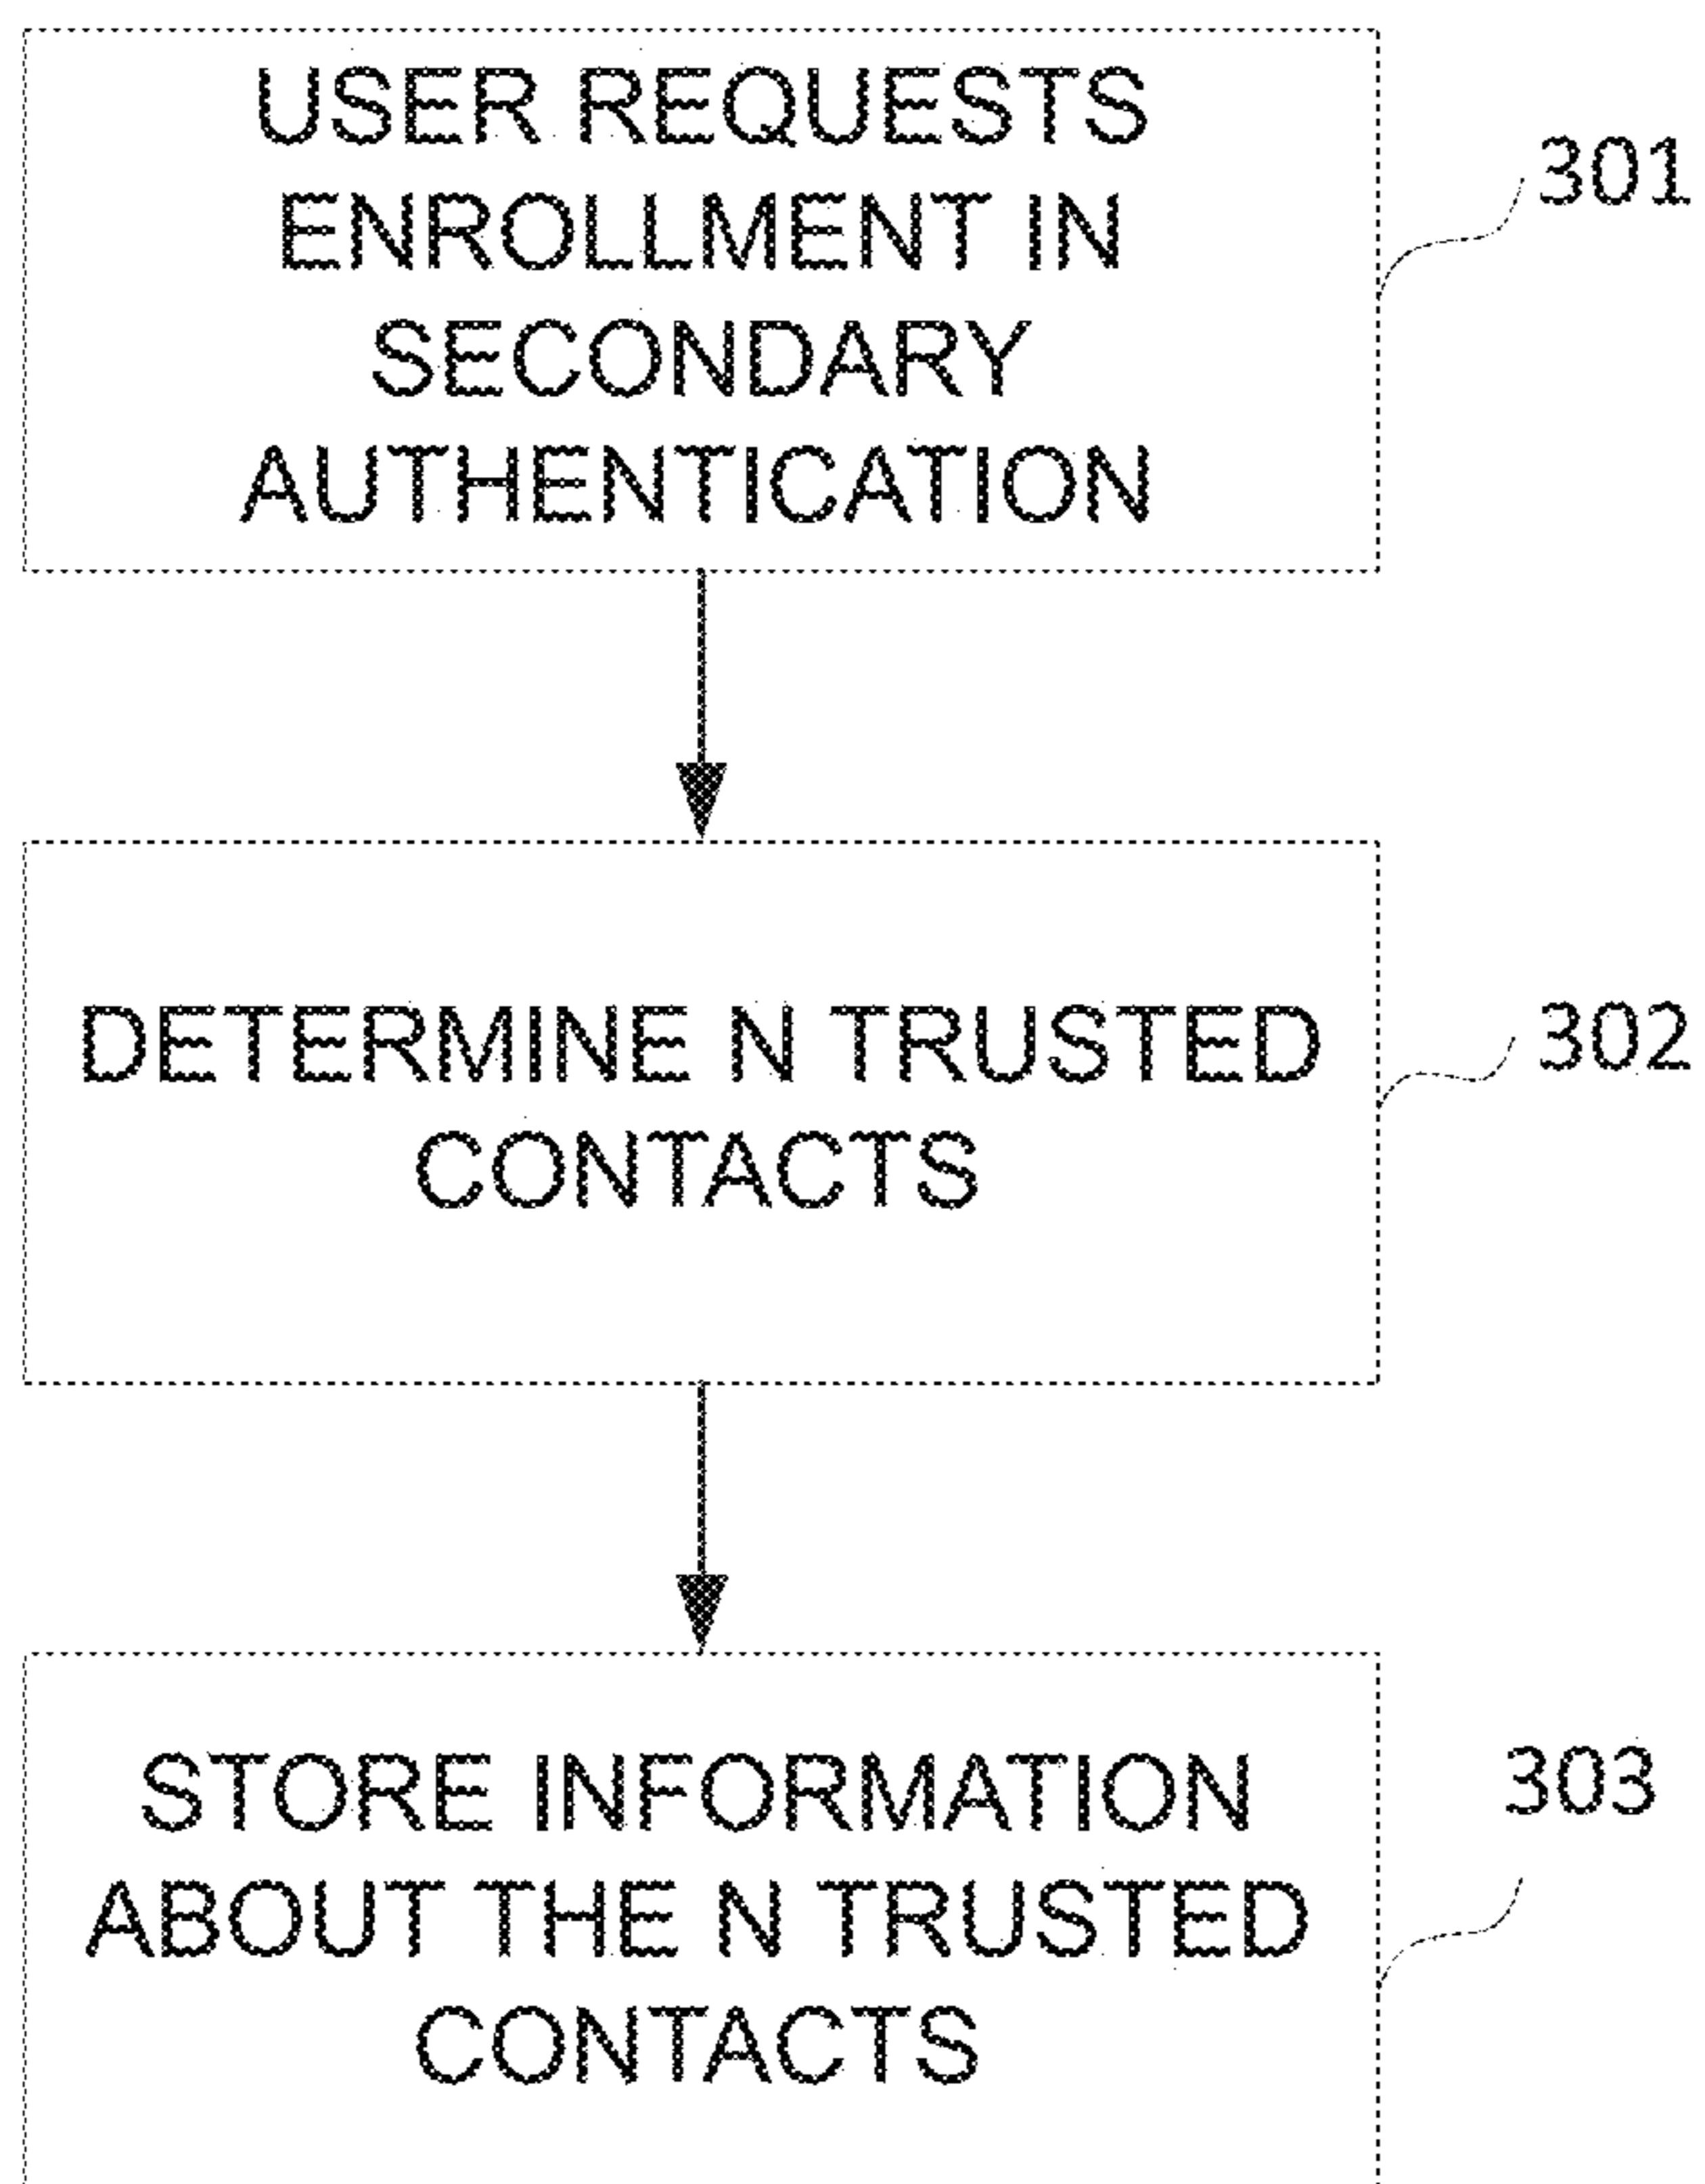 USER REQUESTS
ENROLLMENT IN
SECONDARY
AUTHENTICATION
301
DETERMINE N TRUSTED
CONTACTS
302
STORE INFORMATION
ABOUT THE N TRUSTED
CONTACTS
303